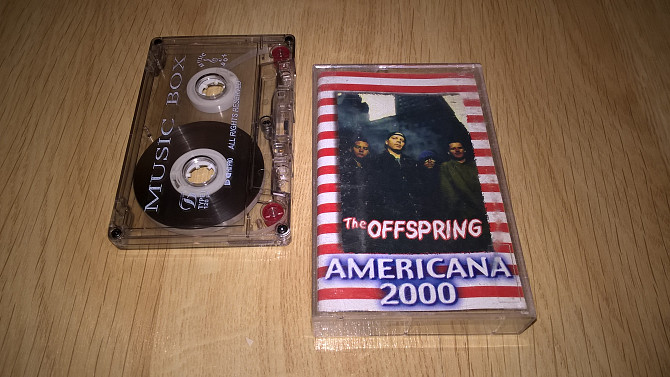 MUSIC BOX
ALL RIGHTS RESERVED
The OFFSPRING
AMERICANA
2000